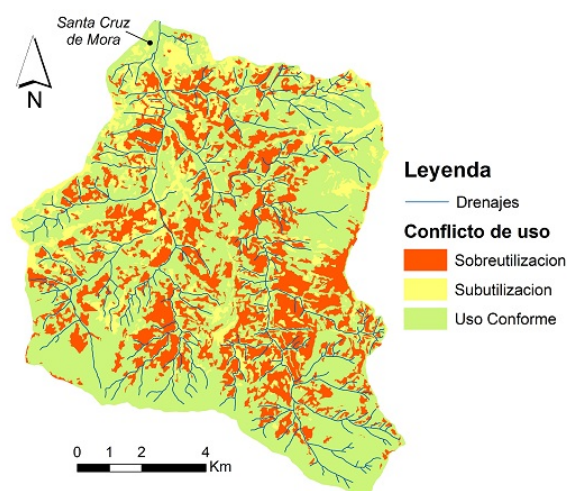 Santa Cruz
de Mora
N
Leyenda
Drenajes
Conflicto de uso
Sobreutilizacion
Subutilizacion
Uso Conforme
0 1 2 4
Km